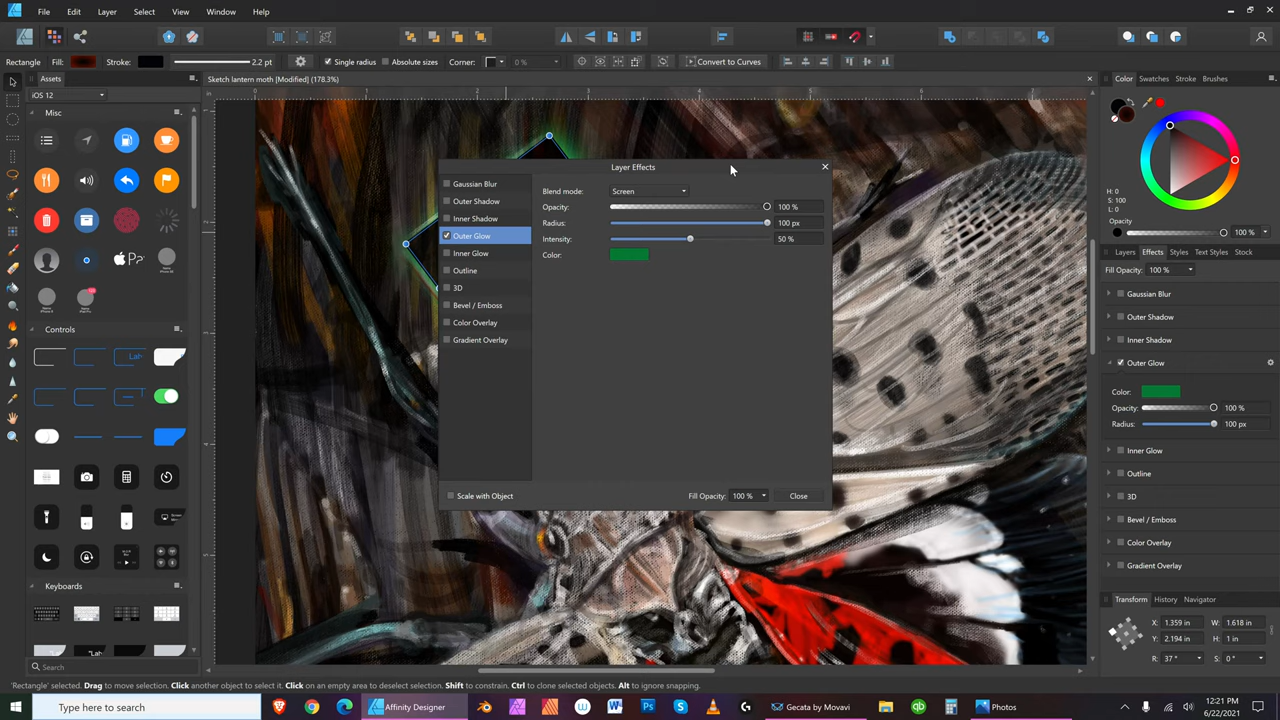 File Edit Layer Select View Window Help
Rectangle Fill: Stroke: 2.2 pt Single radius Absolute sizes Corner: 0 % Convert to Curves
Assets
Sketch lantern moth [Modified] (178.3%)
iOS 12
Misc
Pay
Controls
Keyboards
Search
0 1 2 3 4 5 6 7
Layer Effects
Gaussian Blur
Outer Shadow
Inner Shadow
Outer Glow
Inner Glow
Outline
3D
Bevel / Emboss
Color Overlay
Gradient Overlay
Blend mode: Screen
Opacity: 100 %
Radius: 100 px
Intensity: 50 %
Color:
Scale with Object
Fill Opacity: 100 % Close
Color Swatches Stroke Brushes
H: 0
S: 100
L: 0
Opacity
100 %
Layers Effects Styles Text Styles Stock
Fill Opacity: 100 %
Gaussian Blur
Outer Shadow
Inner Shadow
Outer Glow
Color:
Opacity: 100 %
Radius: 100 px
Inner Glow
Outline
3D
Bevel / Emboss
Color Overlay
Gradient Overlay
Transform History Navigator
X: 1.359 in W: 1.618 in
Y: 2.194 in H: 1 in
R: 37 ° S: 0 °
'Rectangle' selected. Drag to move selection. Click another object to select it. Click on an empty area to deselect selection. Shift to constrain. Ctrl to clone selected objects. Alt to ignore snapping.
Type here to search
Affinity Designer
Gecata by Movavi
Photos
12:21 PM
6/22/2021